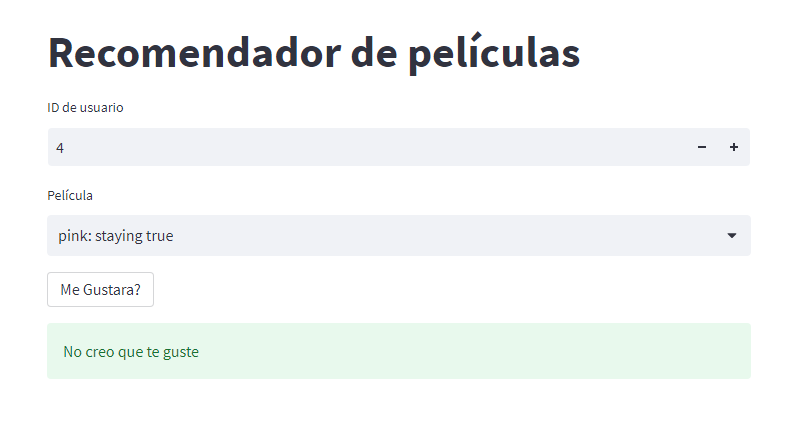 Recomendador de películas
ID de usuario
4
Película
pink: staying true
Me Gustara?
No creo que te guste